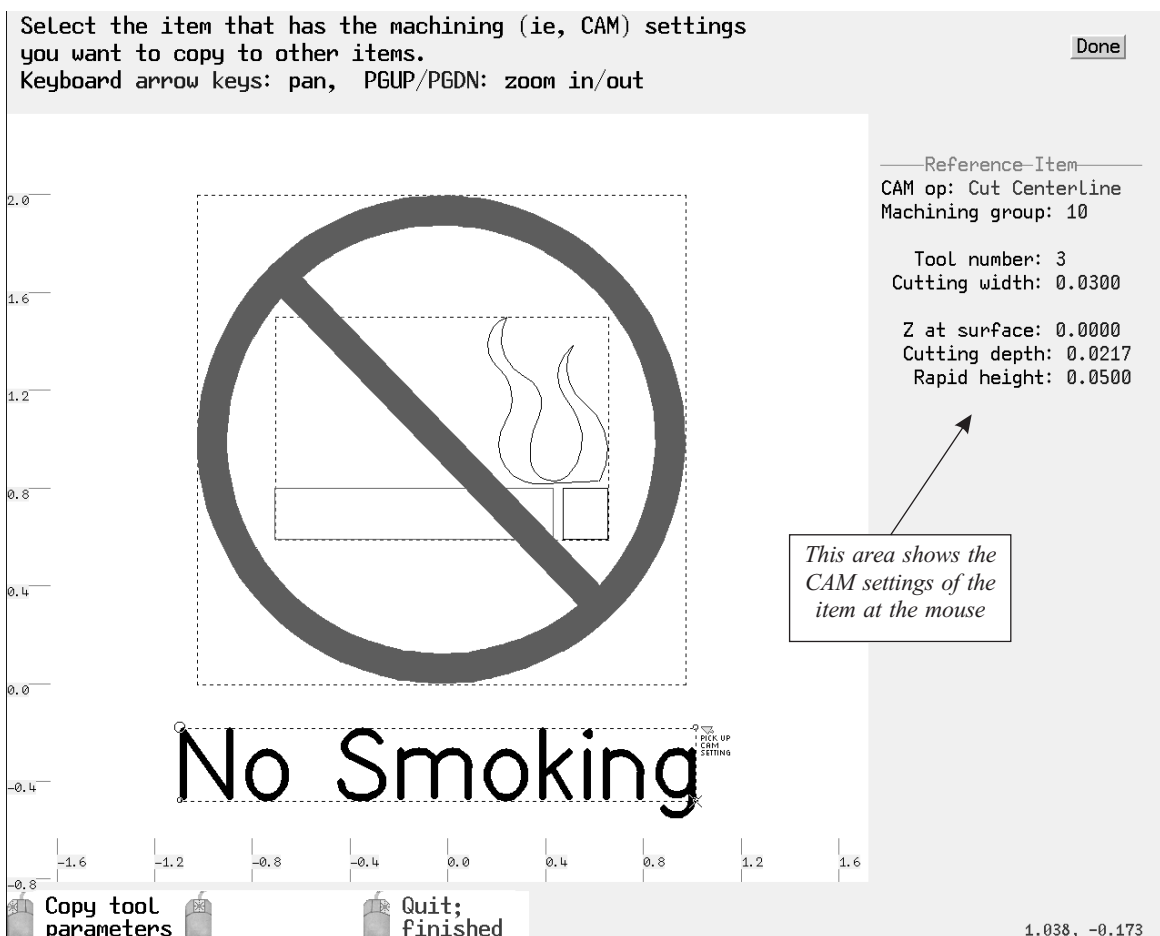 Select the item that has the machining (ie, CAM) settings
you want to copy to other items.
Keyboard arrow keys: pan, PGUP/PGDN: zoom in/out
Done
Reference Item
CAM op: Cut Centerline
Machining group: 10
Tool number: 3
Cutting width: 0.0300
Z at surface: 0.0000
Cutting depth: 0.0217
Rapid height: 0.0500
This area shows the
CAM settings of the
item at the mouse
2.0
1.6
1.2
0.8
0.4
0.0
-0.4
-0.8
PICK UP
CAM
SETTING
No Smoking
-1.6 -1.2 -0.8 -0.4 0.0 0.4 0.8 1.2 1.6
Copy tool
parameters
Quit;
finished
1.038, -0.173